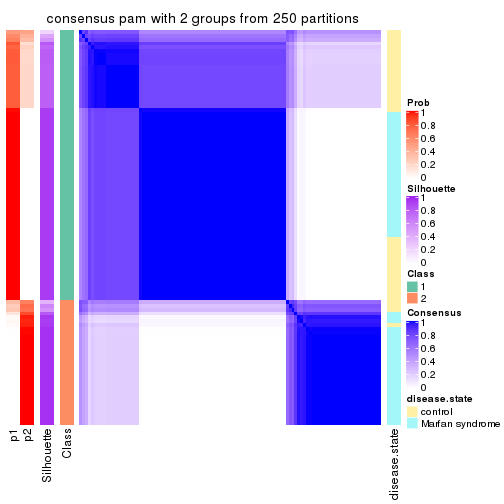 consensus pam with 2 groups from 250 partitions
Prob
1
0.8
0.6
0.4
0.2
0
Silhouette
1
0.8
0.6
0.4
0.2
0
Class
1
2
Consensus
1
0.8
0.6
0.4
0.2
0
disease.state
control
Marfan syndrome
p1
p2
Silhouette
Class
disease.state